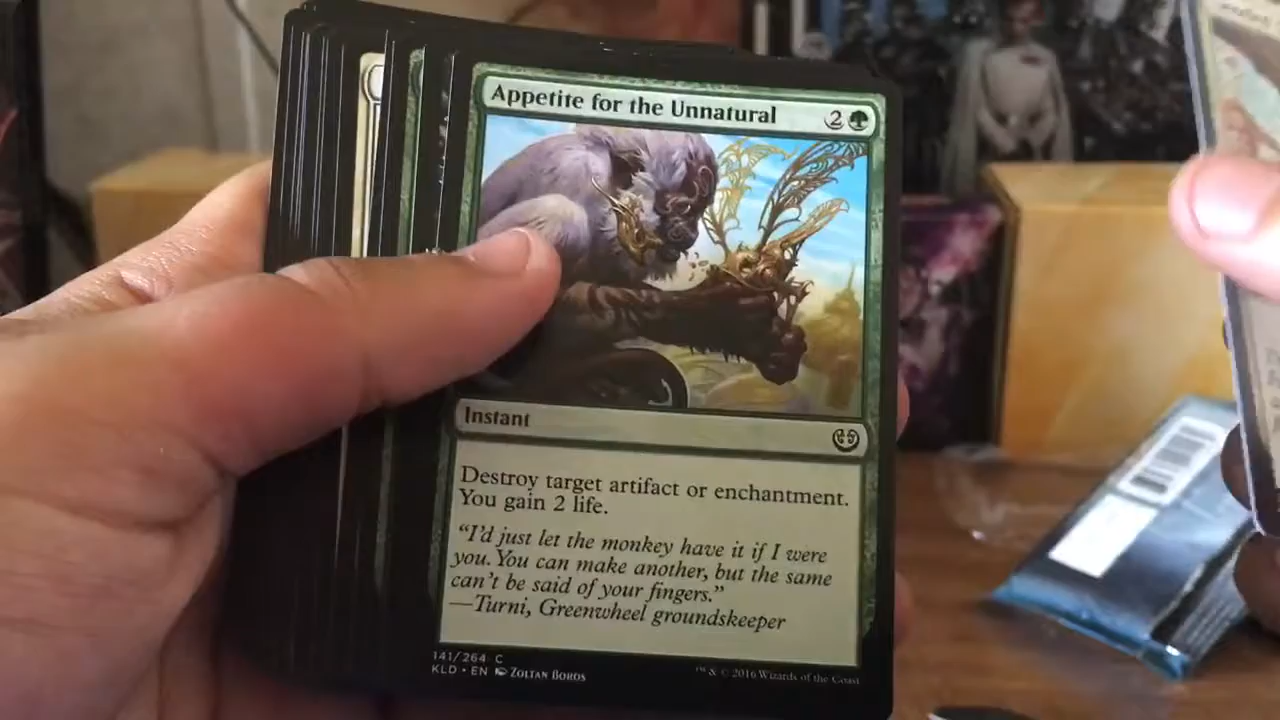 Appetite for the Unnatural 2
Instant
Destroy target artifact or enchantment.
You gain 2 life.
“I’d just let the monkey have it if I were
you. You can make another, but the same
can’t be said of your fingers.”
—Turni, Greenwheel groundskeeper
141/264 C
KLD • EN ZOLTAN BOROS
™ & © 2016 Wizards of the Coast